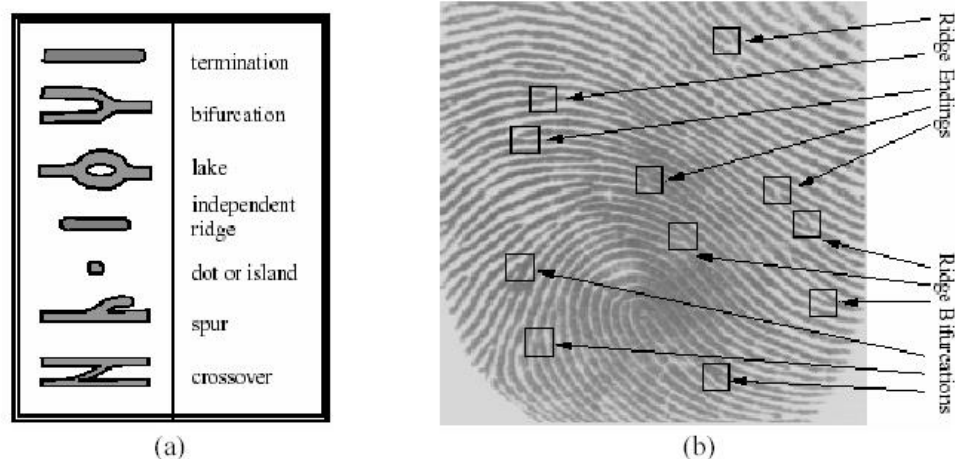 termination
bifurcation
lake
independent
ridge
dot or island
spur
crossover
(a)
Ridge Endings
Ridge Bifurcations
(b)